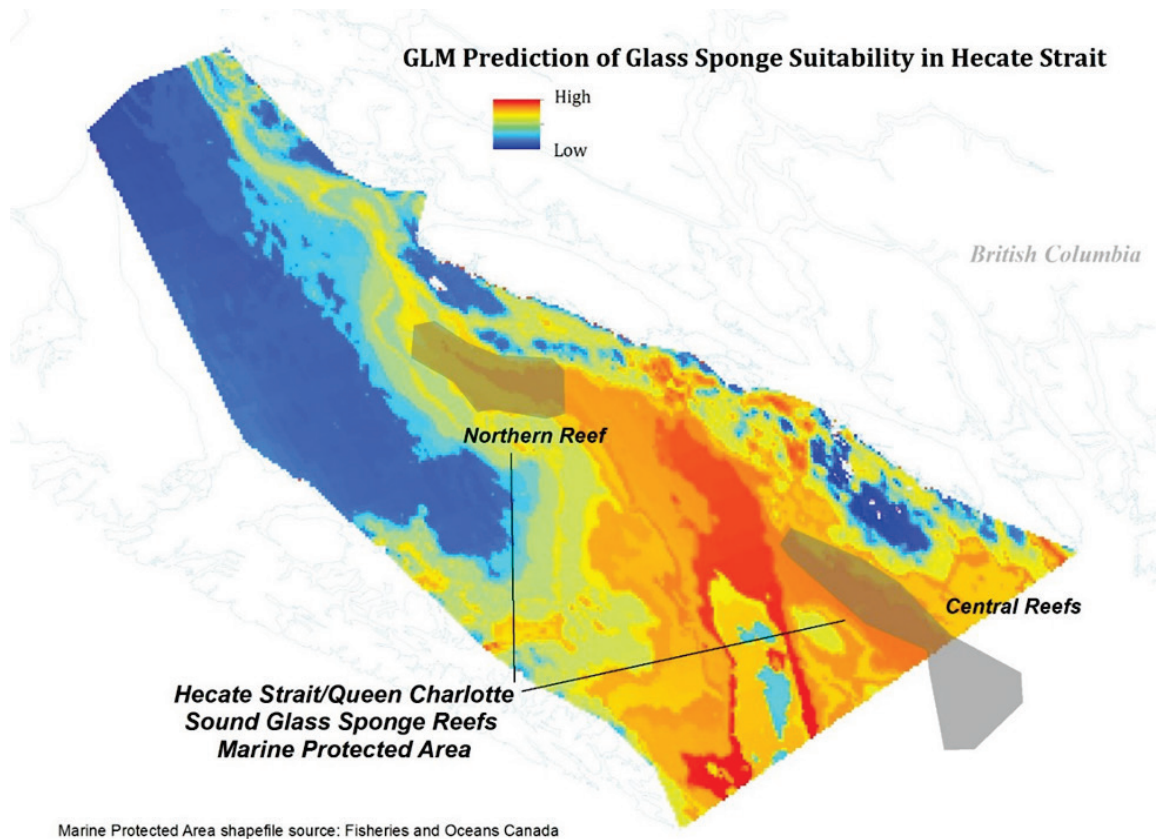 GLM Prediction of Glass Sponge Suitability in Hecate Strait
High
Low
British Columbia
Northern Reef
Central Reefs
Hecate Strait/Queen Charlotte
Sound Glass Sponge Reefs
Marine Protected Area
Marine Protected Area shapefile source: Fisheries and Oceans Canada